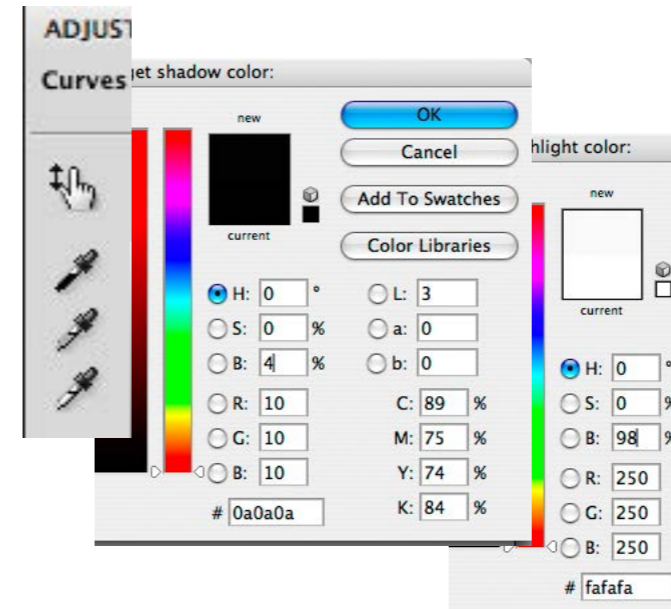 ADJUST
Curves
get shadow color:
new
current
OK
Cancel
Add To Swatches
Color Libraries
H: 0 °
S: 0 %
B: 4 %
R: 10
G: 10
B: 10
# 0a0a0a
L: 3
a: 0
b: 0
C: 89 %
M: 75 %
Y: 74 %
K: 84 %
hlight color:
new
current
H: 0 °
S: 0 %
B: 98 %
R: 250
G: 250
B: 250
# fafafa